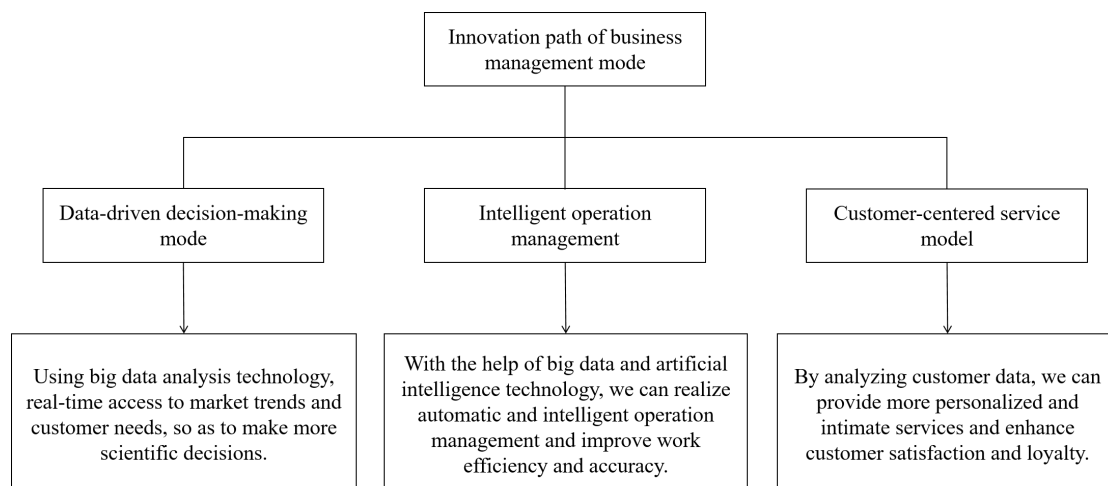 Innovation path of business
management mode
Data-driven decision-making
mode
Intelligent operation
management
Customer-centered service
model
Using big data analysis technology,
real-time access to market trends and
customer needs, so as to make more
scientific decisions.
With the help of big data and artificial
intelligence technology, we can realize
automatic and intelligent operation
management and improve work
efficiency and accuracy.
By analyzing customer data, we can
provide more personalized and
intimate services and enhance
customer satisfaction and loyalty.